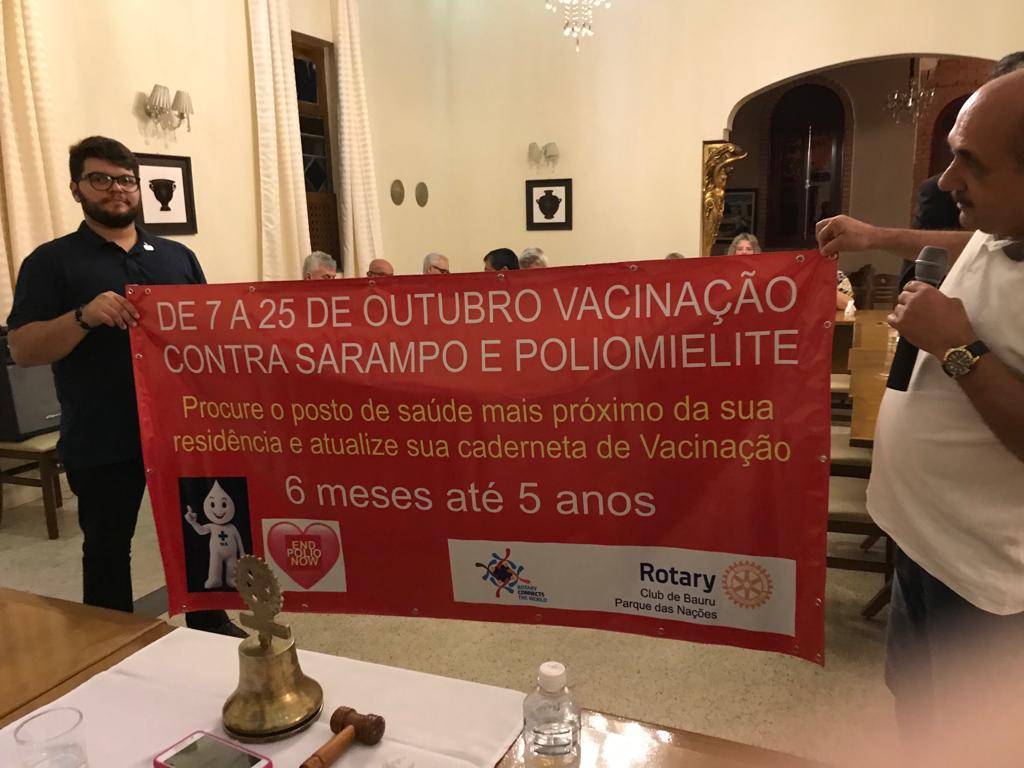 DE 7 A 25 DE OUTUBRO VACINAÇÃO
CONTRA SARAMPO E POLIOMIELITE
Procure o posto de saúde mais próximo da sua
residência e atualize sua caderneta de Vacinação
6 meses até 5 anos
END
POLIO
NOW
ROTARY
CONNECTS
THE WORLD
Rotary
Club de Bauru
Parque das Nações